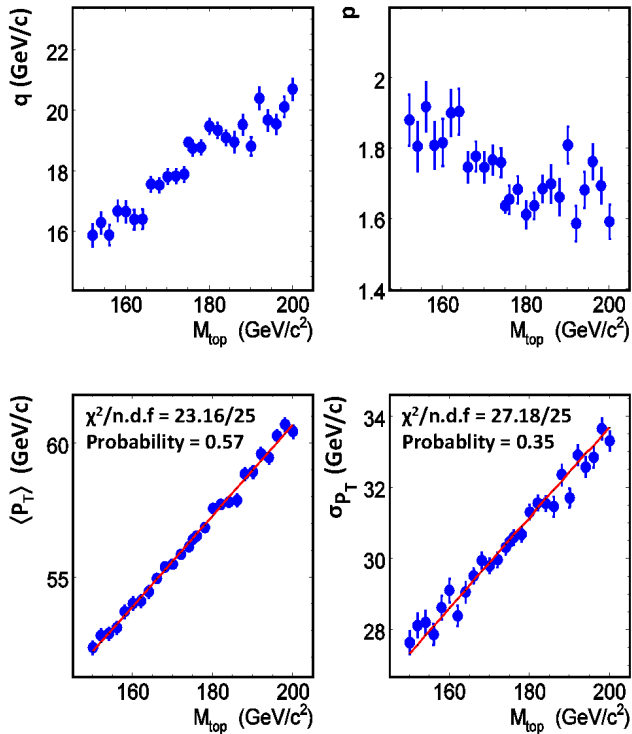 q (GeV/c)
22
20
18
16
160
180
200
M_top (GeV/c²)
p
2
1.8
1.6
1.4
160
180
200
M_top (GeV/c²)
⟨P_T⟩ (GeV/c)
χ²/n.d.f = 23.16/25
Probability = 0.57
60
55
160
180
200
M_top (GeV/c²)
σ_P_T (GeV/c)
χ²/n.d.f = 27.18/25
Probability = 0.35
34
32
30
28
160
180
200
M_top (GeV/c²)